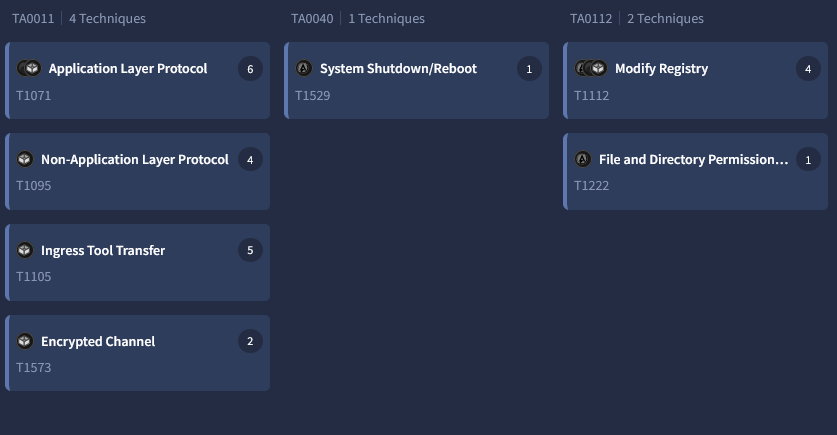 TA0011 | 4 Techniques
Application Layer Protocol 6
T1071
Non-Application Layer Protocol 4
T1095
Ingress Tool Transfer 5
T1105
Encrypted Channel 2
T1573
TA0040 | 1 Techniques
System Shutdown/Reboot 1
T1529
TA0112 | 2 Techniques
Modify Registry 4
T1112
File and Directory Permission... 1
T1222